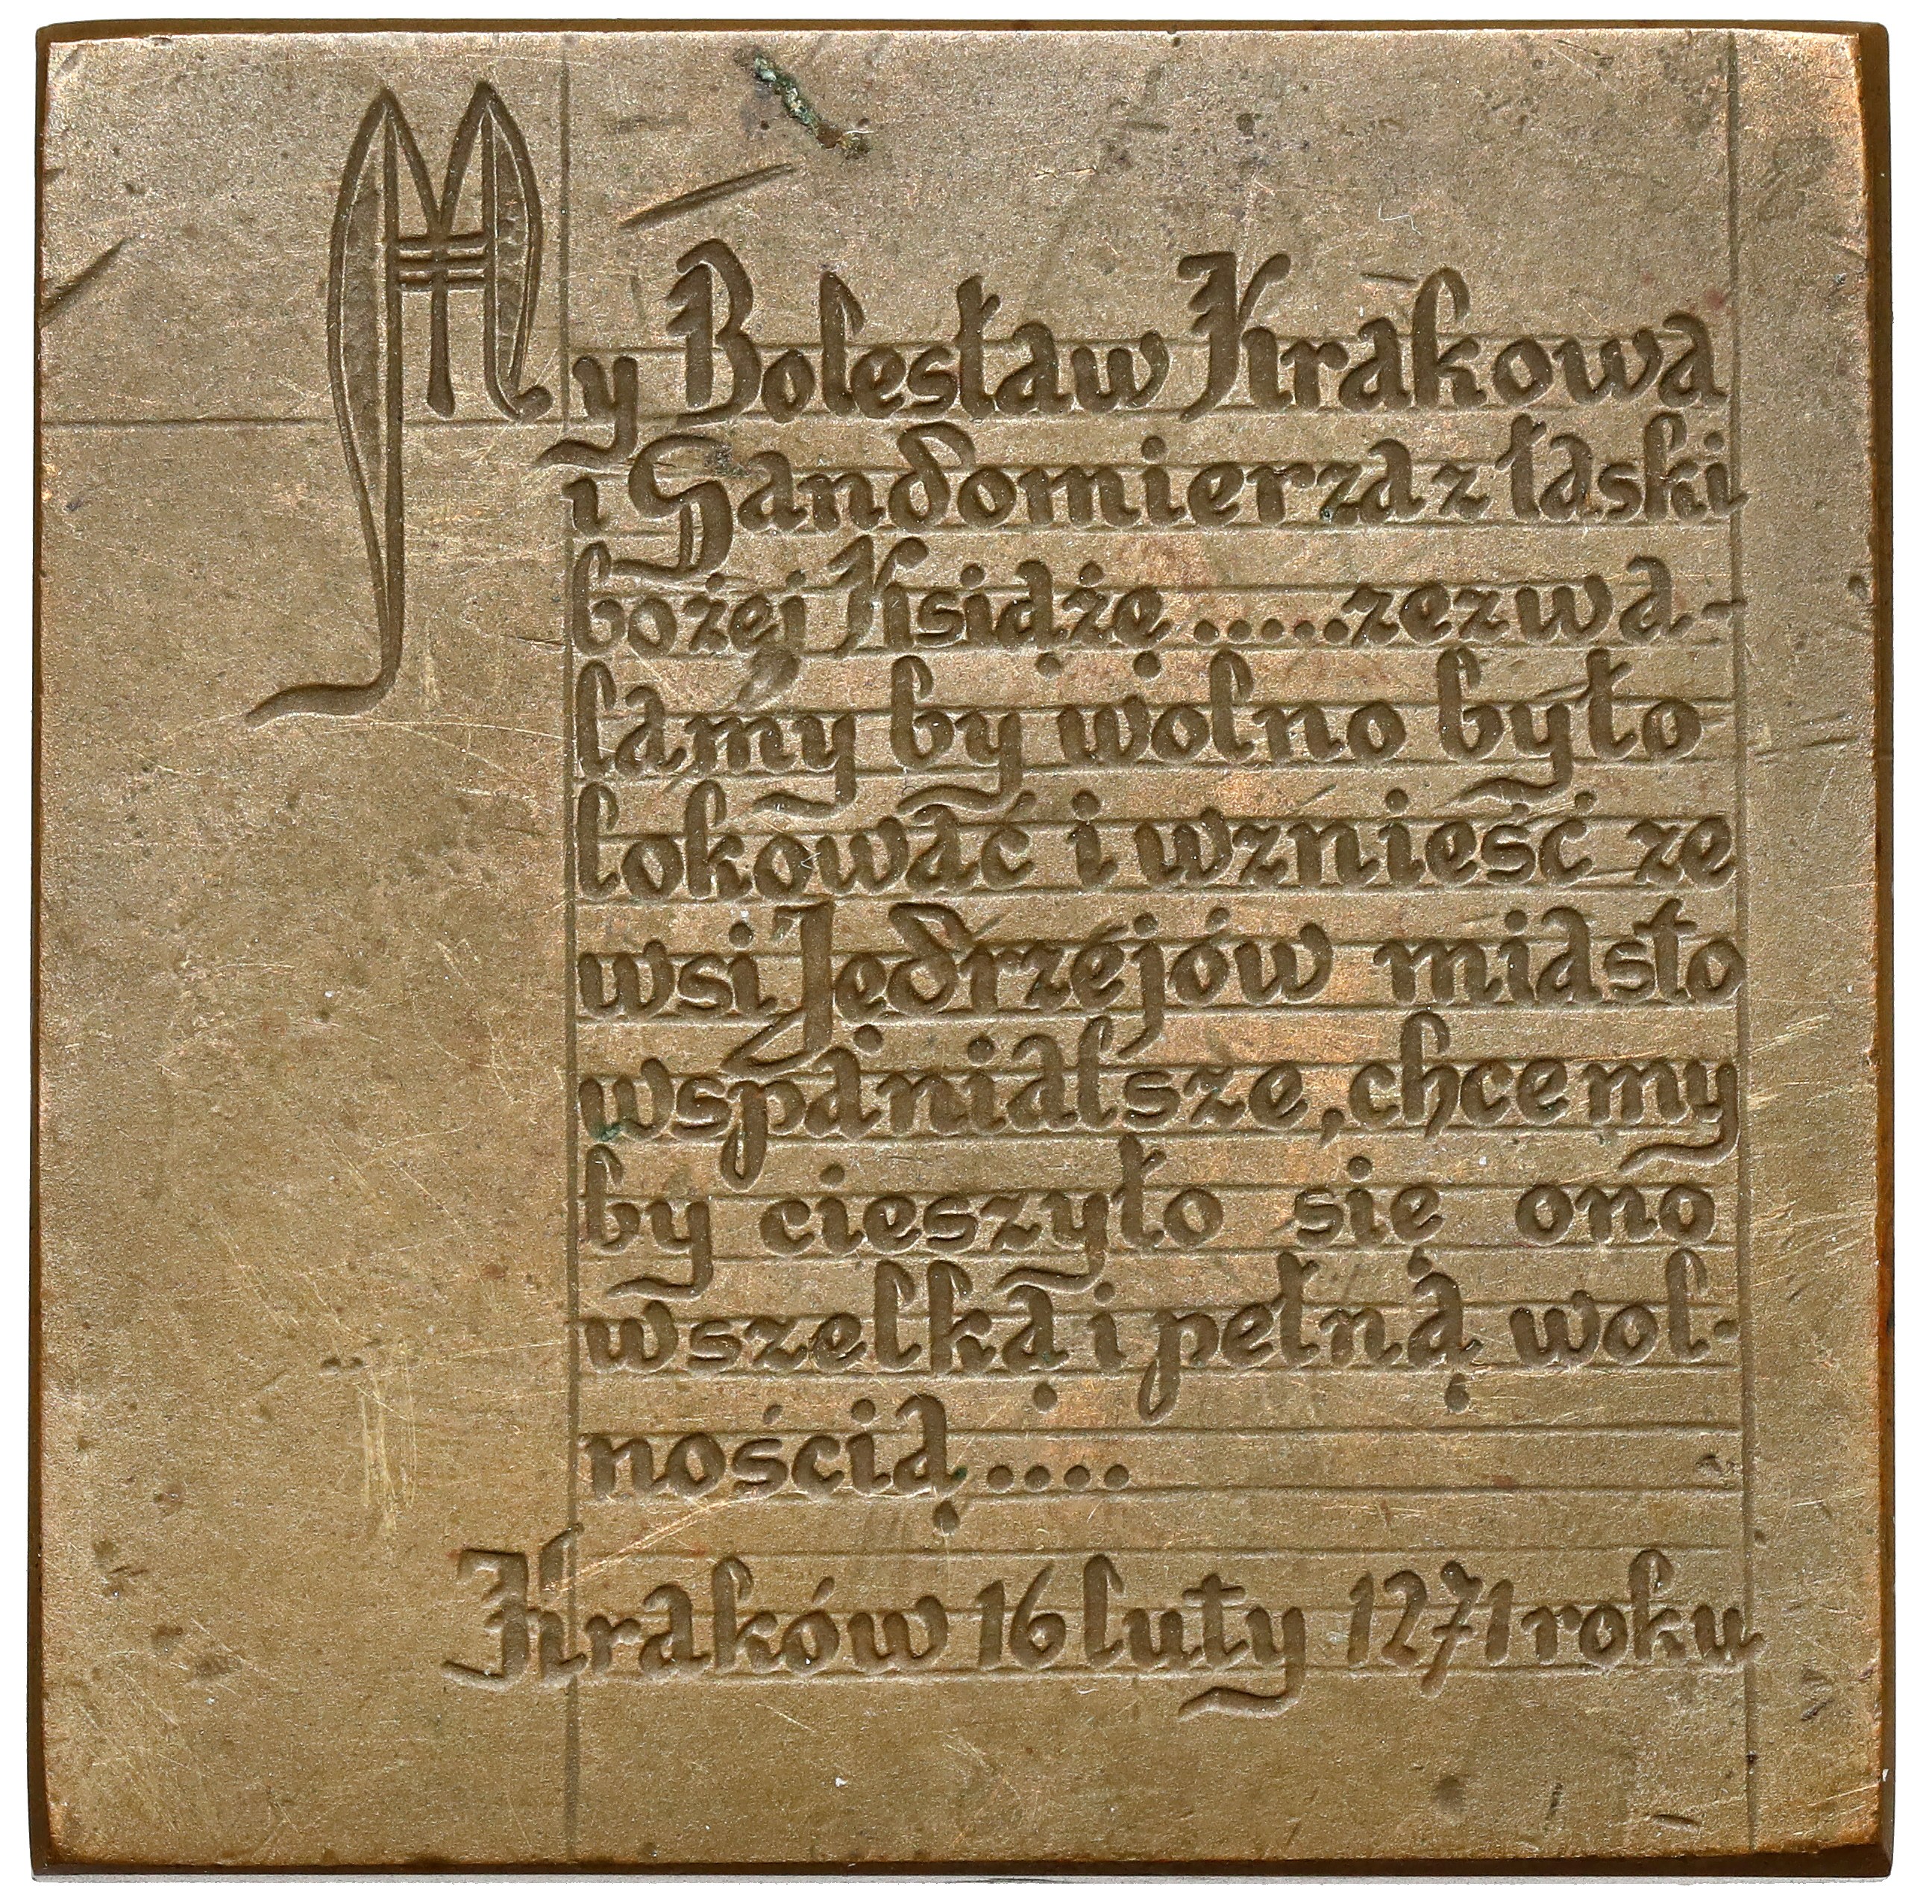 My Bolesław Krakowa
i Sandomierza z łaski
bożej Książę ......zezwa-
lamy by wolno było
lokować i wznieść ze
wsi Jędrzejów miasto
wspanialsze, chcemy
by cieszyło się ono
wszelką i pełną wol-
nością ....
Kraków 16 luty 1271 roku